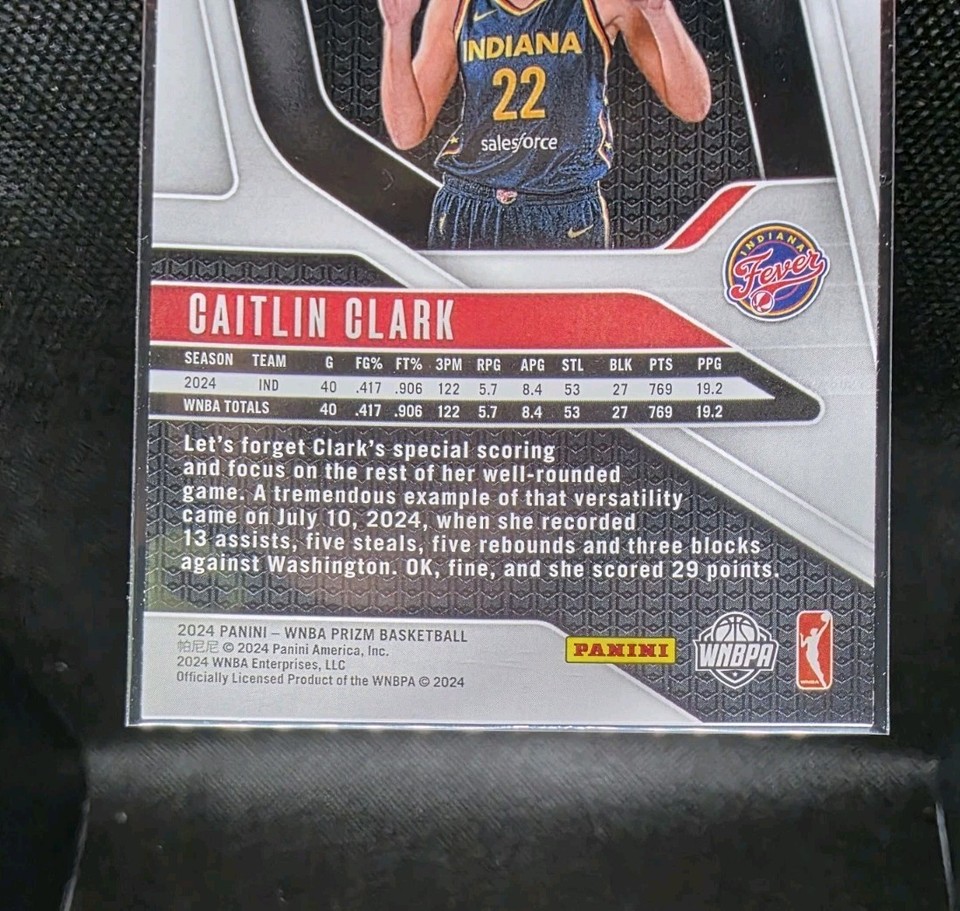 INDIANA
22
salesforce
INDIANA
Fever
CAITLIN CLARK
SEASON TEAM G FG% FT% 3PM RPG APG STL BLK PTS PPG
2024 IND 40 .417 .906 122 5.7 8.4 53 27 769 19.2
WNBA TOTALS 40 .417 .906 122 5.7 8.4 53 27 769 19.2
Let's forget Clark's special scoring
and focus on the rest of her well-rounded
game. A tremendous example of that versatility
came on July 10, 2024, when she recorded
13 assists, five steals, five rebounds and three blocks
against Washington. OK, fine, and she scored 29 points.
2024 PANINI – WNBA PRIZM BASKETBALL
帕尼尼 © 2024 Panini America, Inc.
2024 WNBA Enterprises, LLC
Officially Licensed Product of the WNBPA © 2024
PANINI
WNBPA
WNBA